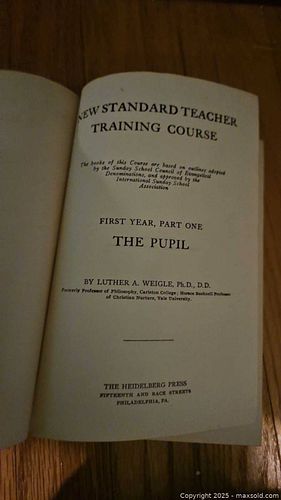 NEW STANDARD TEACHER
TRAINING COURSE
The books of this Course are based on outlines adopted
by the Sunday School Council of Evangelical
Denominations, and approved by the
International Sunday School
Association
FIRST YEAR, PART ONE
THE PUPIL
BY LUTHER A. WEIGLE, Ph.D., D.D.
Formerly Professor of Philosophy, Carleton College; Horace Bushnell Professor
of Christian Nurture, Yale University.
THE HEIDELBERG PRESS
FIFTEENTH AND RACE STREETS
PHILADELPHIA, PA.
Copyright © 2025 - maxsold.com